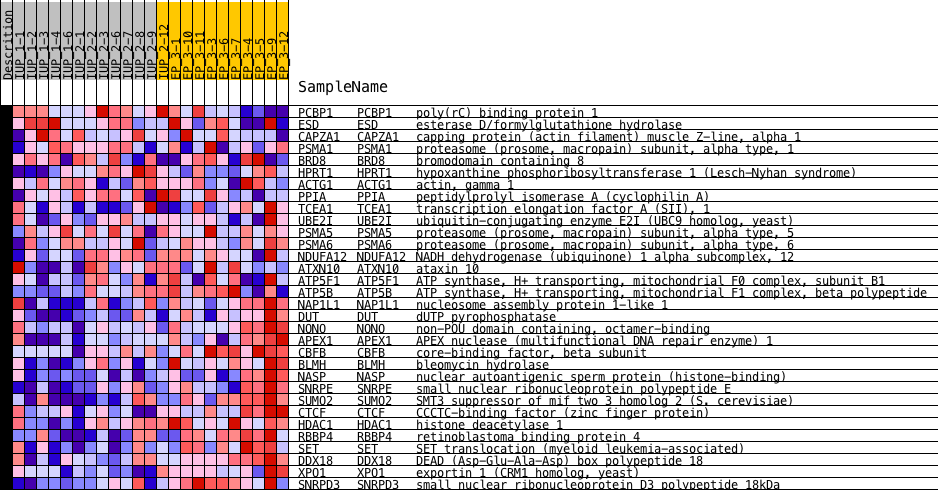 Descrition
IUP_1-1
IUP_1-2
IUP_1-3
IUP_1-4
IUP_1-6
IUP_2-1
IUP_2-2
IUP_2-3
IUP_2-6
IUP_2-7
IUP_2-8
IUP_2-9
IUP_2-12
EP_3-1
EP_3-10
EP_3-11
EP_3-3
EP_3-6
EP_3-7
EP_3-4
EP_3-5
EP_3-9
EP_3-12
SampleName
PCBP1 PCBP1 poly(rC) binding protein 1
ESD ESD esterase D/formylglutathione hydrolase
CAPZA1 CAPZA1 capping protein (actin filament) muscle Z-line, alpha 1
PSMA1 PSMA1 proteasome (prosome, macropain) subunit, alpha type, 1
BRD8 BRD8 bromodomain containing 8
HPRT1 HPRT1 hypoxanthine phosphoribosyltransferase 1 (Lesch-Nyhan syndrome)
ACTG1 ACTG1 actin, gamma 1
PPIA PPIA peptidylprolyl isomerase A (cyclophilin A)
TCEA1 TCEA1 transcription elongation factor A (SII), 1
UBE2I UBE2I ubiquitin-conjugating enzyme E2I (UBC9 homolog, yeast)
PSMA5 PSMA5 proteasome (prosome, macropain) subunit, alpha type, 5
PSMA6 PSMA6 proteasome (prosome, macropain) subunit, alpha type, 6
NDUFA12 NDUFA12 NADH dehydrogenase (ubiquinone) 1 alpha subcomplex, 12
ATXN10 ATXN10 ataxin 10
ATP5F1 ATP5F1 ATP synthase, H+ transporting, mitochondrial F0 complex, subunit B1
ATP5B ATP5B ATP synthase, H+ transporting, mitochondrial F1 complex, beta polypeptide
NAP1L1 NAP1L1 nucleosome assembly protein 1-like 1
DUT DUT dUTP pyrophosphatase
NONO NONO non-POU domain containing, octamer-binding
APEX1 APEX1 APEX nuclease (multifunctional DNA repair enzyme) 1
CBFB CBFB core-binding factor, beta subunit
BLMH BLMH bleomycin hydrolase
NASP NASP nuclear autoantigenic sperm protein (histone-binding)
SNRPE SNRPE small nuclear ribonucleoprotein polypeptide E
SUMO2 SUMO2 SMT3 suppressor of mif two 3 homolog 2 (S. cerevisiae)
CTCF CTCF CCCTC-binding factor (zinc finger protein)
HDAC1 HDAC1 histone deacetylase 1
RBBP4 RBBP4 retinoblastoma binding protein 4
SET SET SET translocation (myeloid leukemia-associated)
DDX18 DDX18 DEAD (Asp-Glu-Ala-Asp) box polypeptide 18
XPO1 XPO1 exportin 1 (CRM1 homolog, yeast)
SNRPD3 SNRPD3 small nuclear ribonucleoprotein D3 polypeptide 18kDa